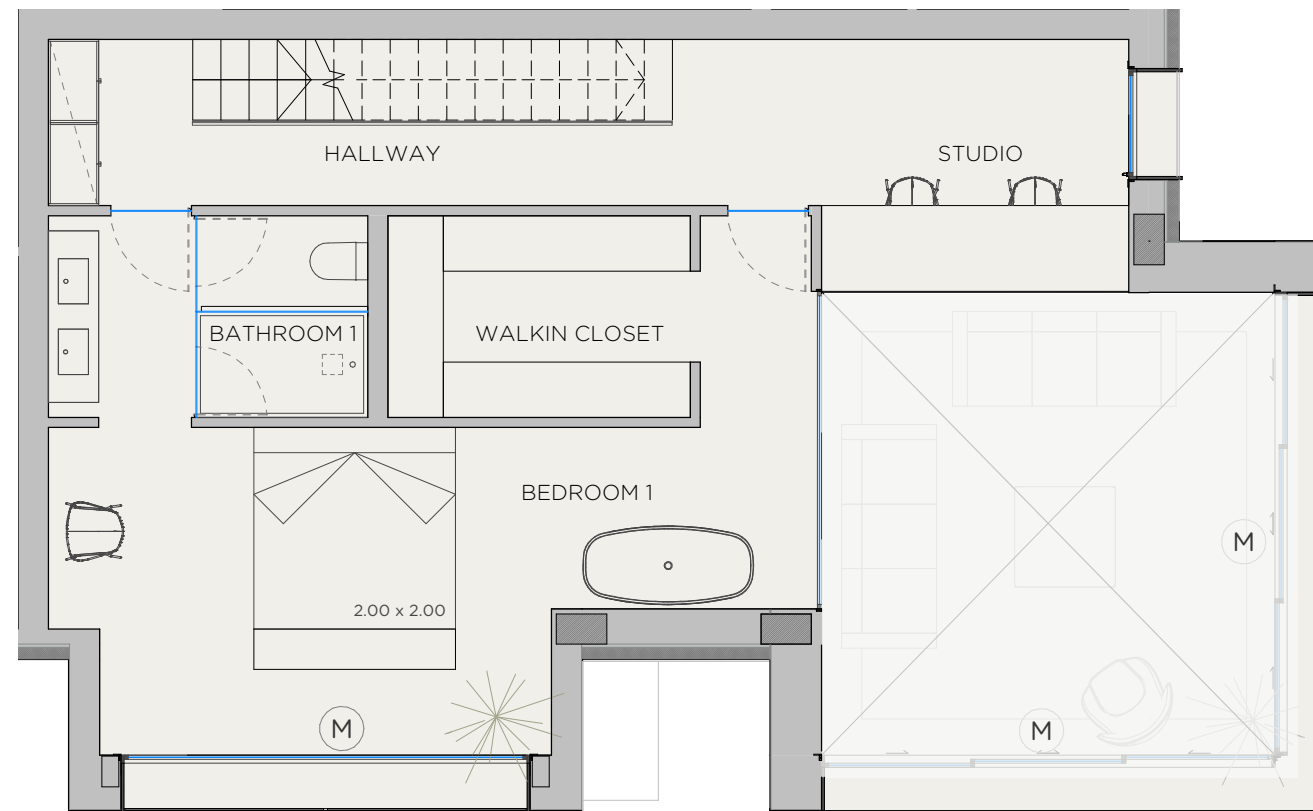 HALLWAY
STUDIO
BATHROOM 1
WALKIN CLOSET
BEDROOM 1
M
2.00 x 2.00
M
M